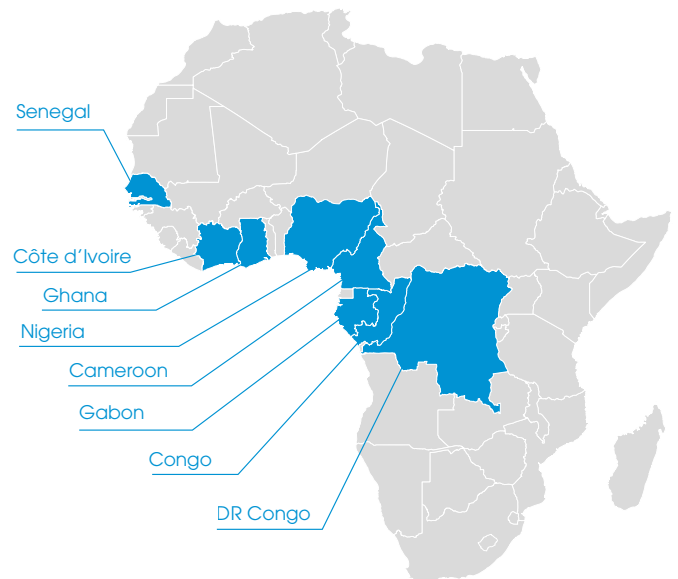 Senegal
Côte d’Ivoire
Ghana
Nigeria
Cameroon
Gabon
Congo
DR Congo